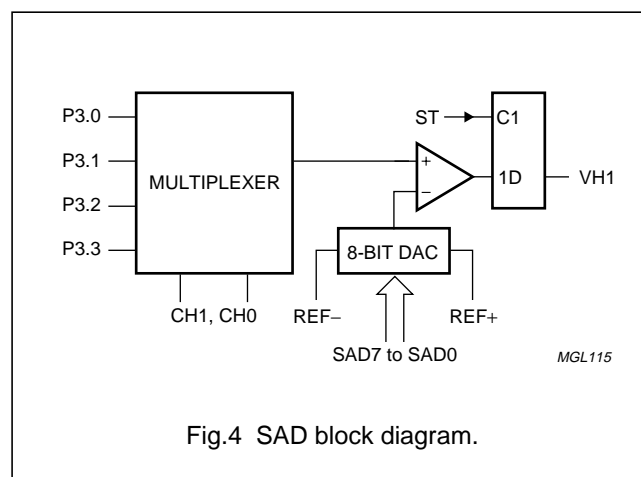 P3.0
P3.1
P3.2
P3.3
MULTIPLEXER
CH1, CH0
+
−
8-BIT DAC
REF−
REF+
SAD7 to SAD0
ST
C1
1D
VH1
MGL115
Fig.4 SAD block diagram.